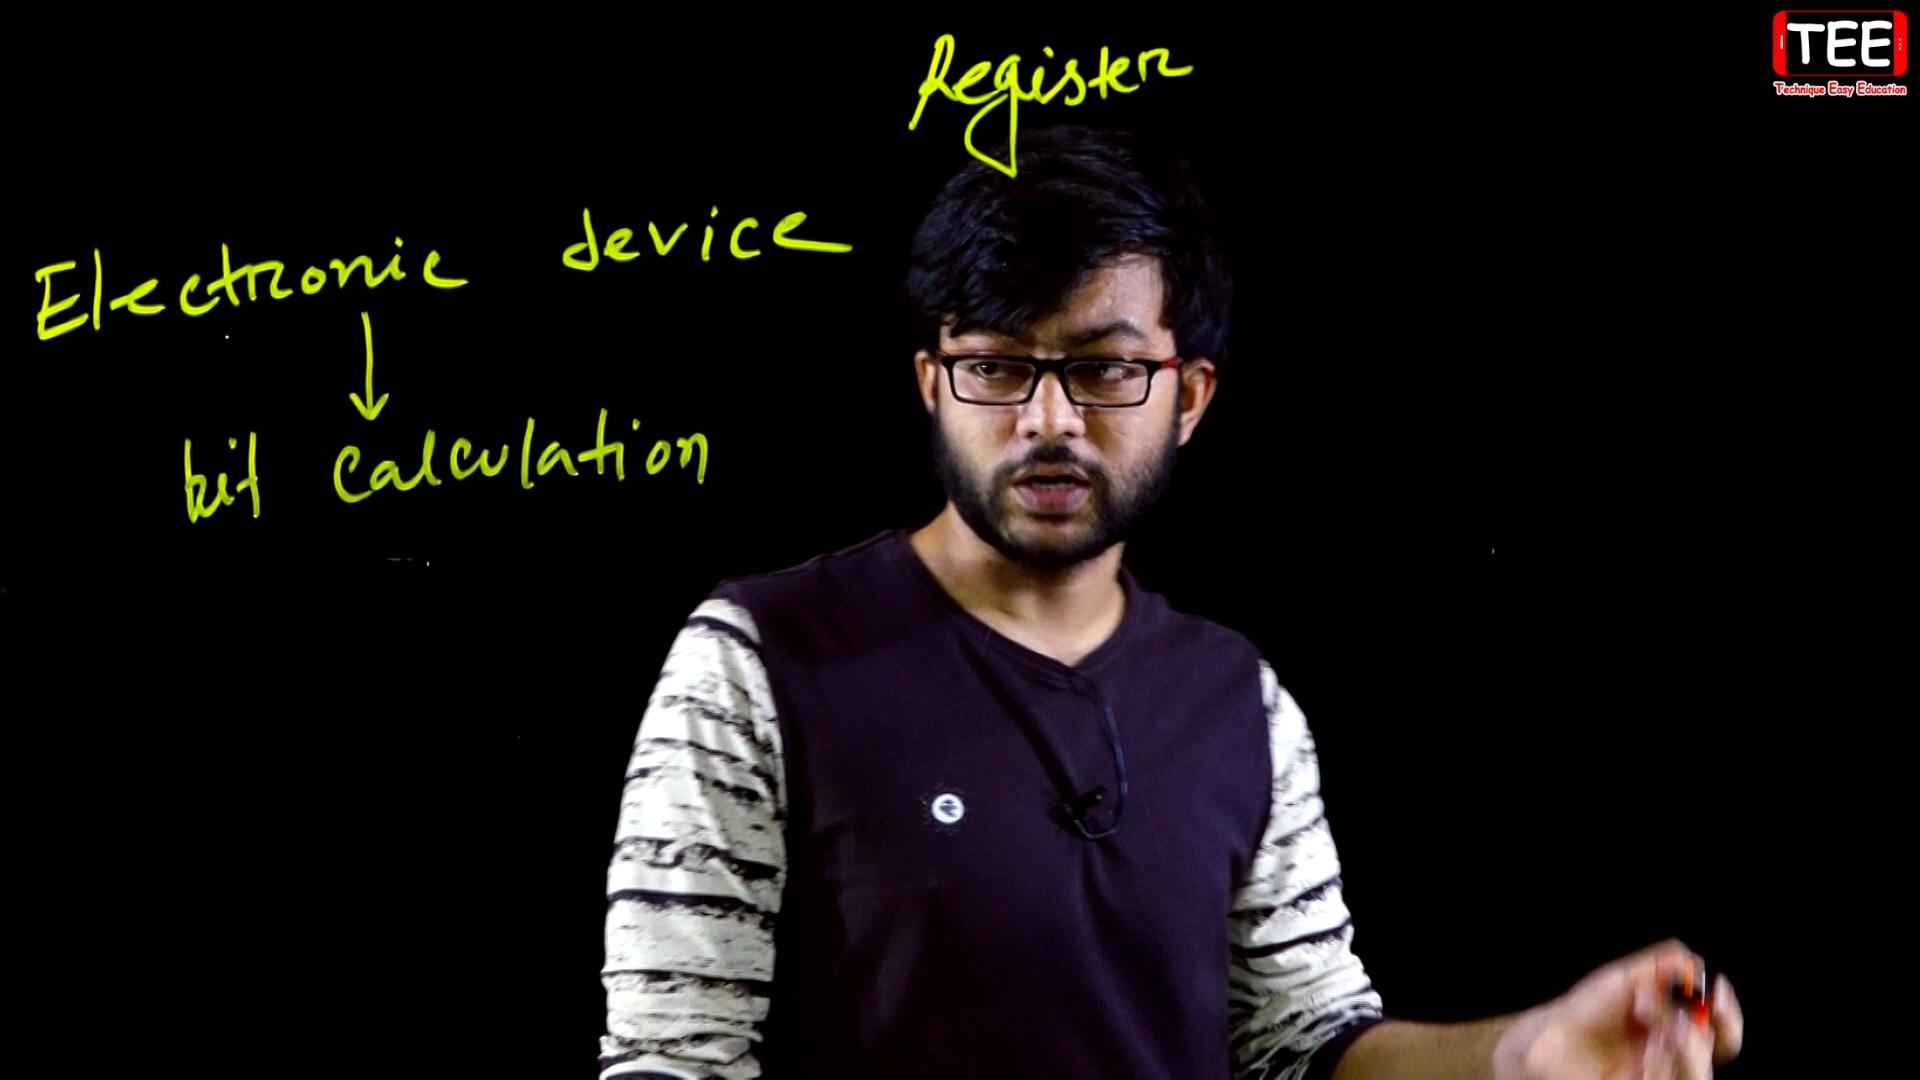 Register
TEE
Technique Easy Education
Electronic device
bit calculation